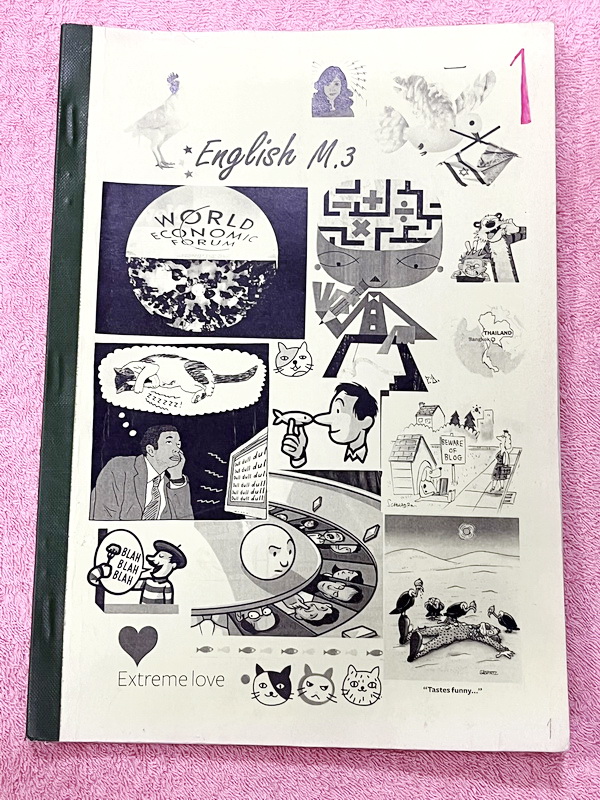 1
English M.3
WORLD
ECONOMIC
FORUM
THAILAND
Bangkok
ZZZZZZ!
BEWARE
OF
BLOG
BLAH
BLAH
BLAH
Extreme love
"Tastes funny..."
1